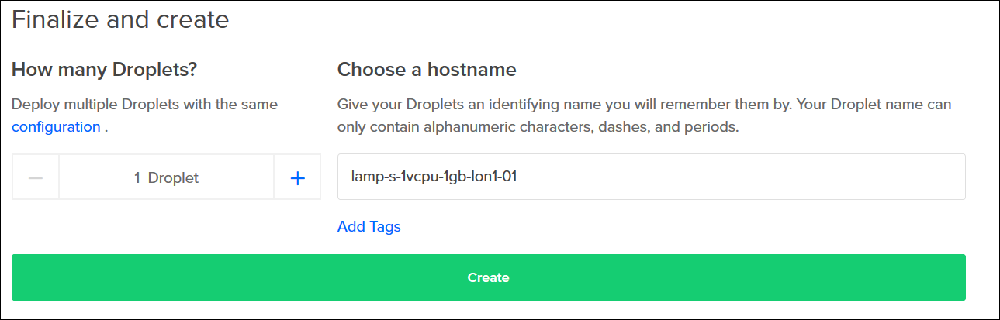 Finalize and create
How many Droplets?
Deploy multiple Droplets with the same
configuration .
1 Droplet
Choose a hostname
Give your Droplets an identifying name you will remember them by. Your Droplet name can
only contain alphanumeric characters, dashes, and periods.
lamp-s-1vcpu-1gb-lon1-01
Add Tags
Create